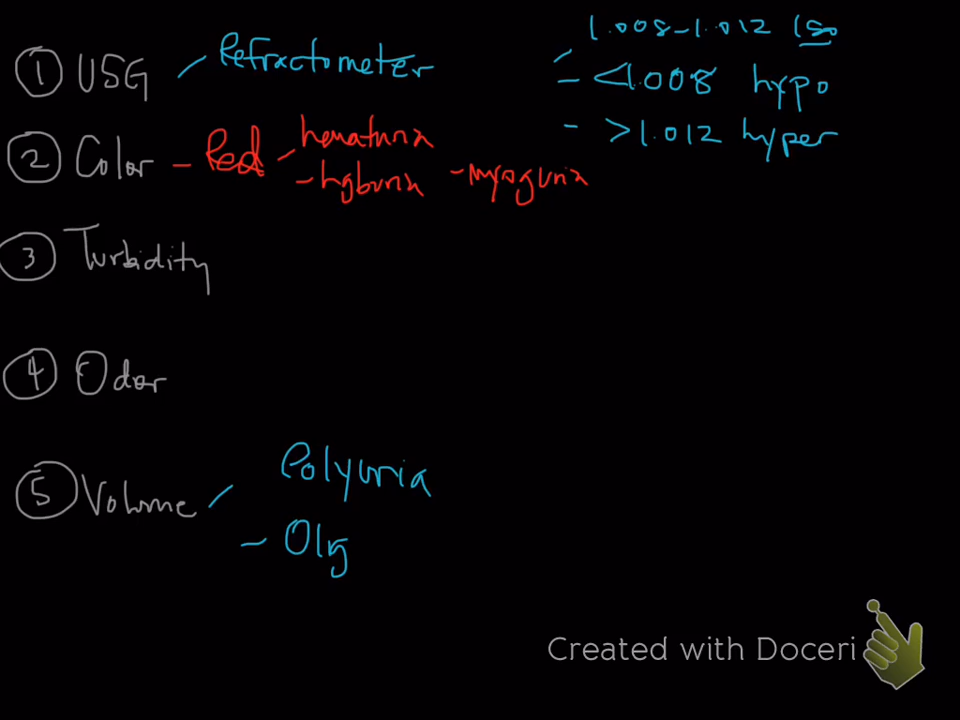 ① USG / Refractometer
1.008-1.012 Iso
- <1.008 hypo
- >1.012 hyper
② Color - Red - hematuria
- hgburia - myoguria
③ Turbidity
④ Odor
⑤ Volume / Polyuria
- Olig
Created with Doceri